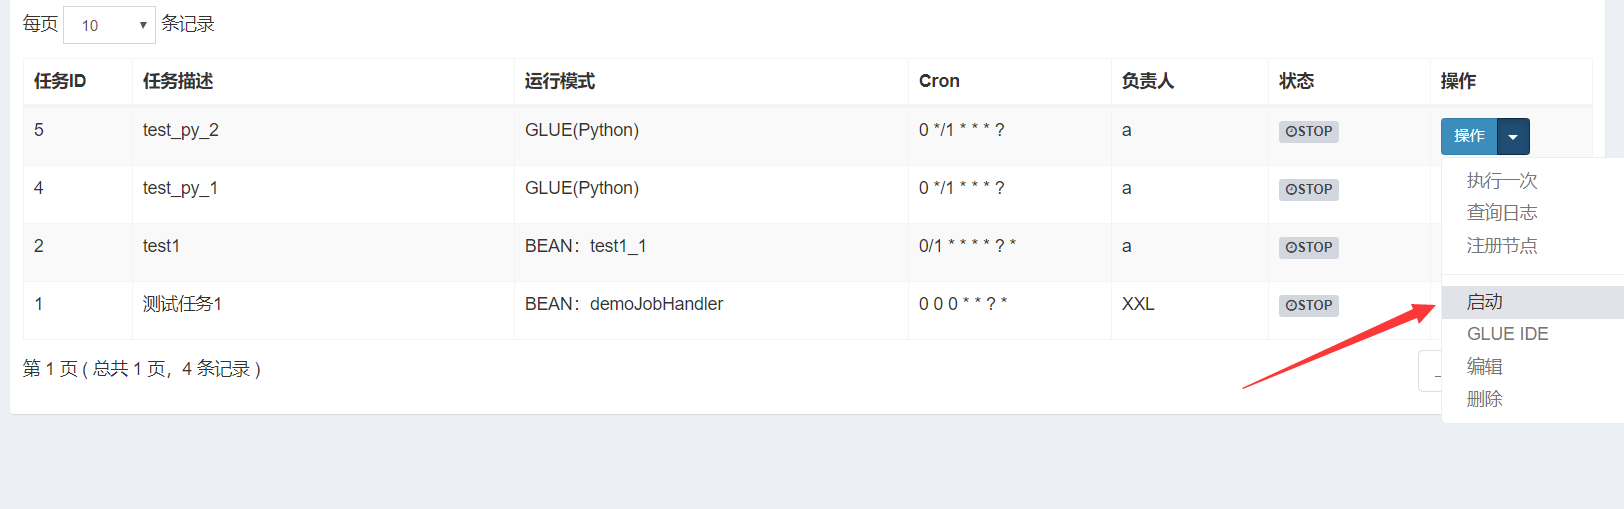 每页 10 条记录
任务ID 任务描述 运行模式 Cron 负责人 状态 操作
5 test_py_2 GLUE(Python) 0 */1 * * * ? a STOP 操作
4 test_py_1 GLUE(Python) 0 */1 * * * ? a STOP
2 test1 BEAN：test1_1 0/1 * * * * ? * a STOP
1 测试任务1 BEAN：demoJobHandler 0 0 0 * * ? * XXL STOP
执行一次
查询日志
注册节点
启动
GLUE IDE
编辑
删除
第 1 页 ( 总共 1 页，4 条记录 )